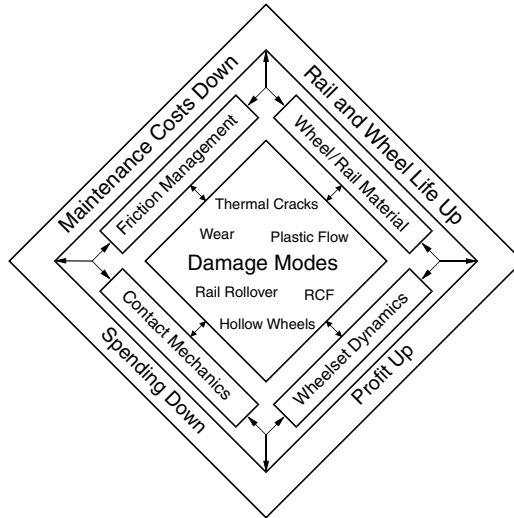 Maintenance Costs Down
Rail and Wheel Life Up
Friction Management
Wheel/Rail Material
Thermal Cracks
Wear
Plastic Flow
Damage Modes
Rail Rollover
RCF
Hollow Wheels
Contact Mechanics
Wheelset Dynamics
Spending Down
Profit Up